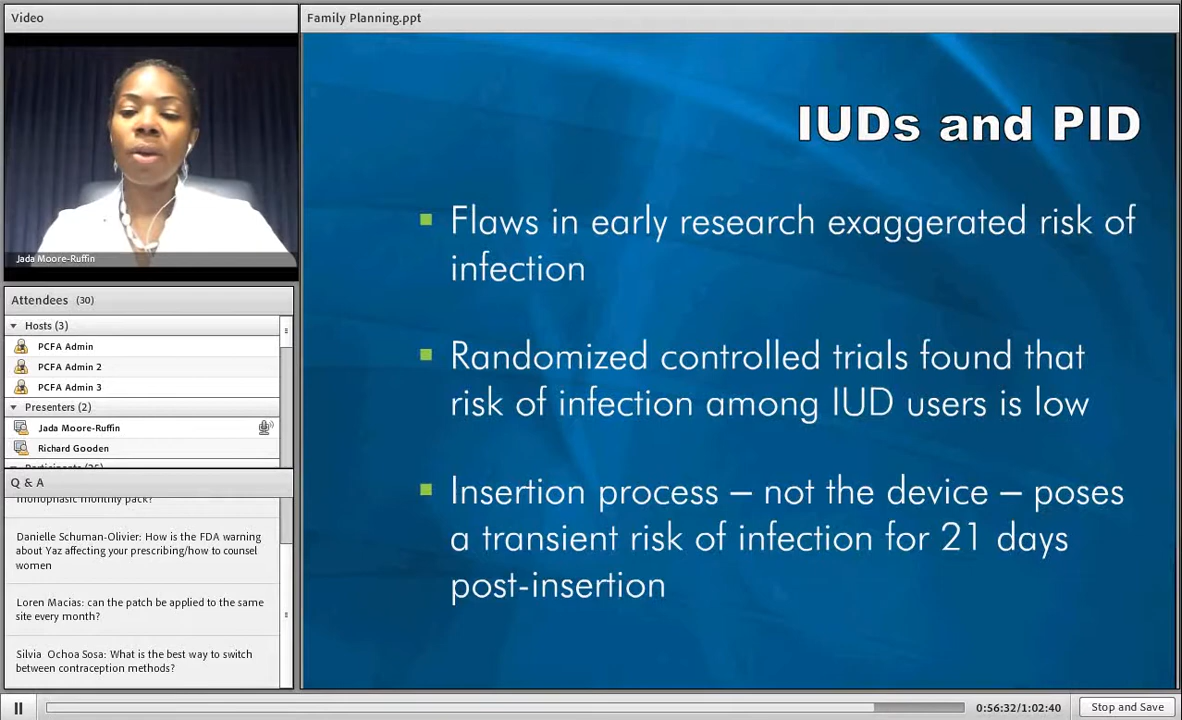 Video
Jada Moore-Ruffin
Attendees (30)
Hosts (3)
PCFA Admin
PCFA Admin 2
PCFA Admin 3
Presenters (2)
Jada Moore-Ruffin
Richard Gooden
Participants (25)
Q & A
monophasic monthly pack?
Danielle Schuman-Olivier: How is the FDA warning
about Yaz affecting your prescribing/how to counsel
women
Loren Macias: can the patch be applied to the same
site every month?
Silvia Ochoa Sosa: What is the best way to switch
between contraception methods?
Family Planning.ppt
IUDs and PID
Flaws in early research exaggerated risk of
infection
Randomized controlled trials found that
risk of infection among IUD users is low
Insertion process – not the device – poses
a transient risk of infection for 21 days
post-insertion
0:56:32/1:02:40
Stop and Save